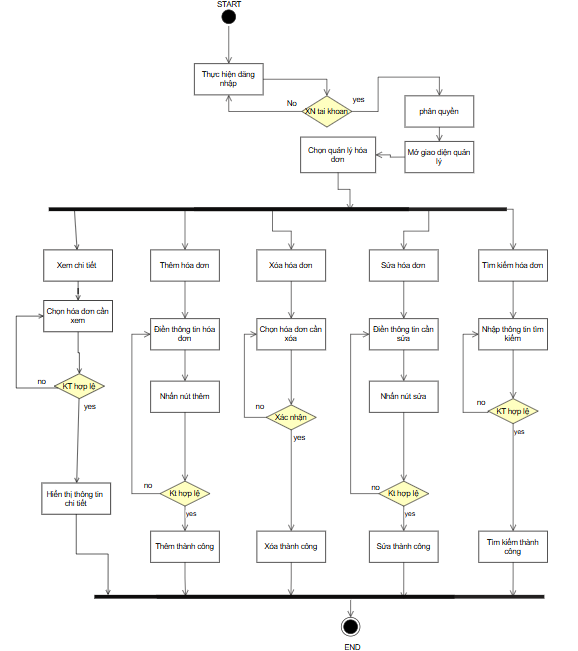 START
Thực hiện đăng
nhập
No
XN tai khoan
yes
phân quyền
Chọn quản lý hóa
đơn
Mở giao diện quản
lý
Xem chi tiết
Thêm hóa đơn
Xóa hóa đơn
Sửa hóa đơn
Tìm kiếm hóa đơn
Chọn hóa đơn cần
xem
Điền thông tin hóa
đơn
Chọn hóa đơn cần
xóa
Điền thông tin cần
sửa
Nhập thông tin tìm
kiếm
no
KT hợp lệ
yes
Nhấn nút thêm
no
Xác nhận
yes
Nhấn nút sửa
no
KT hợp lệ
yes
Hiển thị thông tin
chi tiết
no
Kt hợp lệ
yes
no
Kt hợp lệ
yes
Thêm thành công
Xóa thành công
Sửa thành công
Tìm kiếm thành
công
END